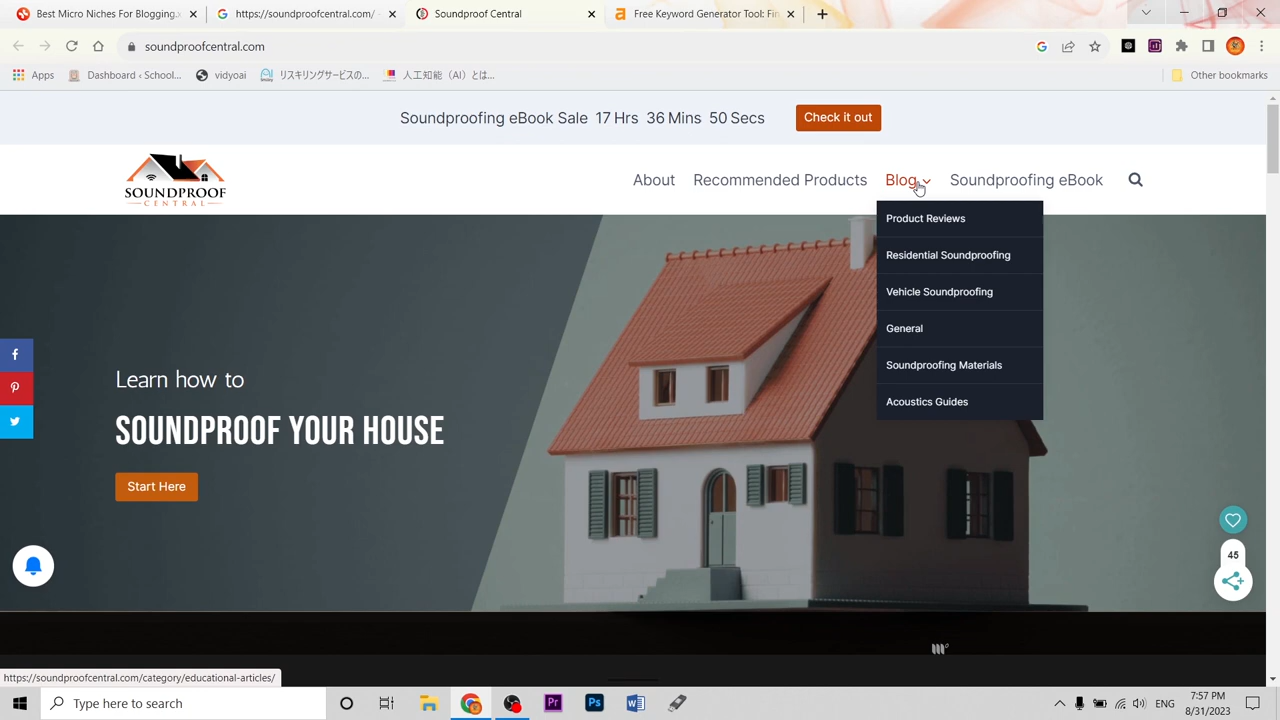 Best Micro Niches For Blogging.
https://soundproofcentral.com/
Soundproof Central
Free Keyword Generator Tool: Fin
soundproofcentral.com
Apps
Dashboard ‹ School...
vidyoai
リスキリングサービスの...
人工知能（AI）とは...
Other bookmarks
Soundproofing eBook Sale 17 Hrs 36 Mins 50 Secs
Check it out
SOUNDPROOF
CENTRAL
About
Recommended Products
Blog
Soundproofing eBook
Product Reviews
Residential Soundproofing
Vehicle Soundproofing
General
Soundproofing Materials
Acoustics Guides
Learn how to
SOUNDPROOF YOUR HOUSE
Start Here
45
https://soundproofcentral.com/category/educational-articles/
Type here to search
Pr
Ps
ENG
7:57 PM
8/31/2023